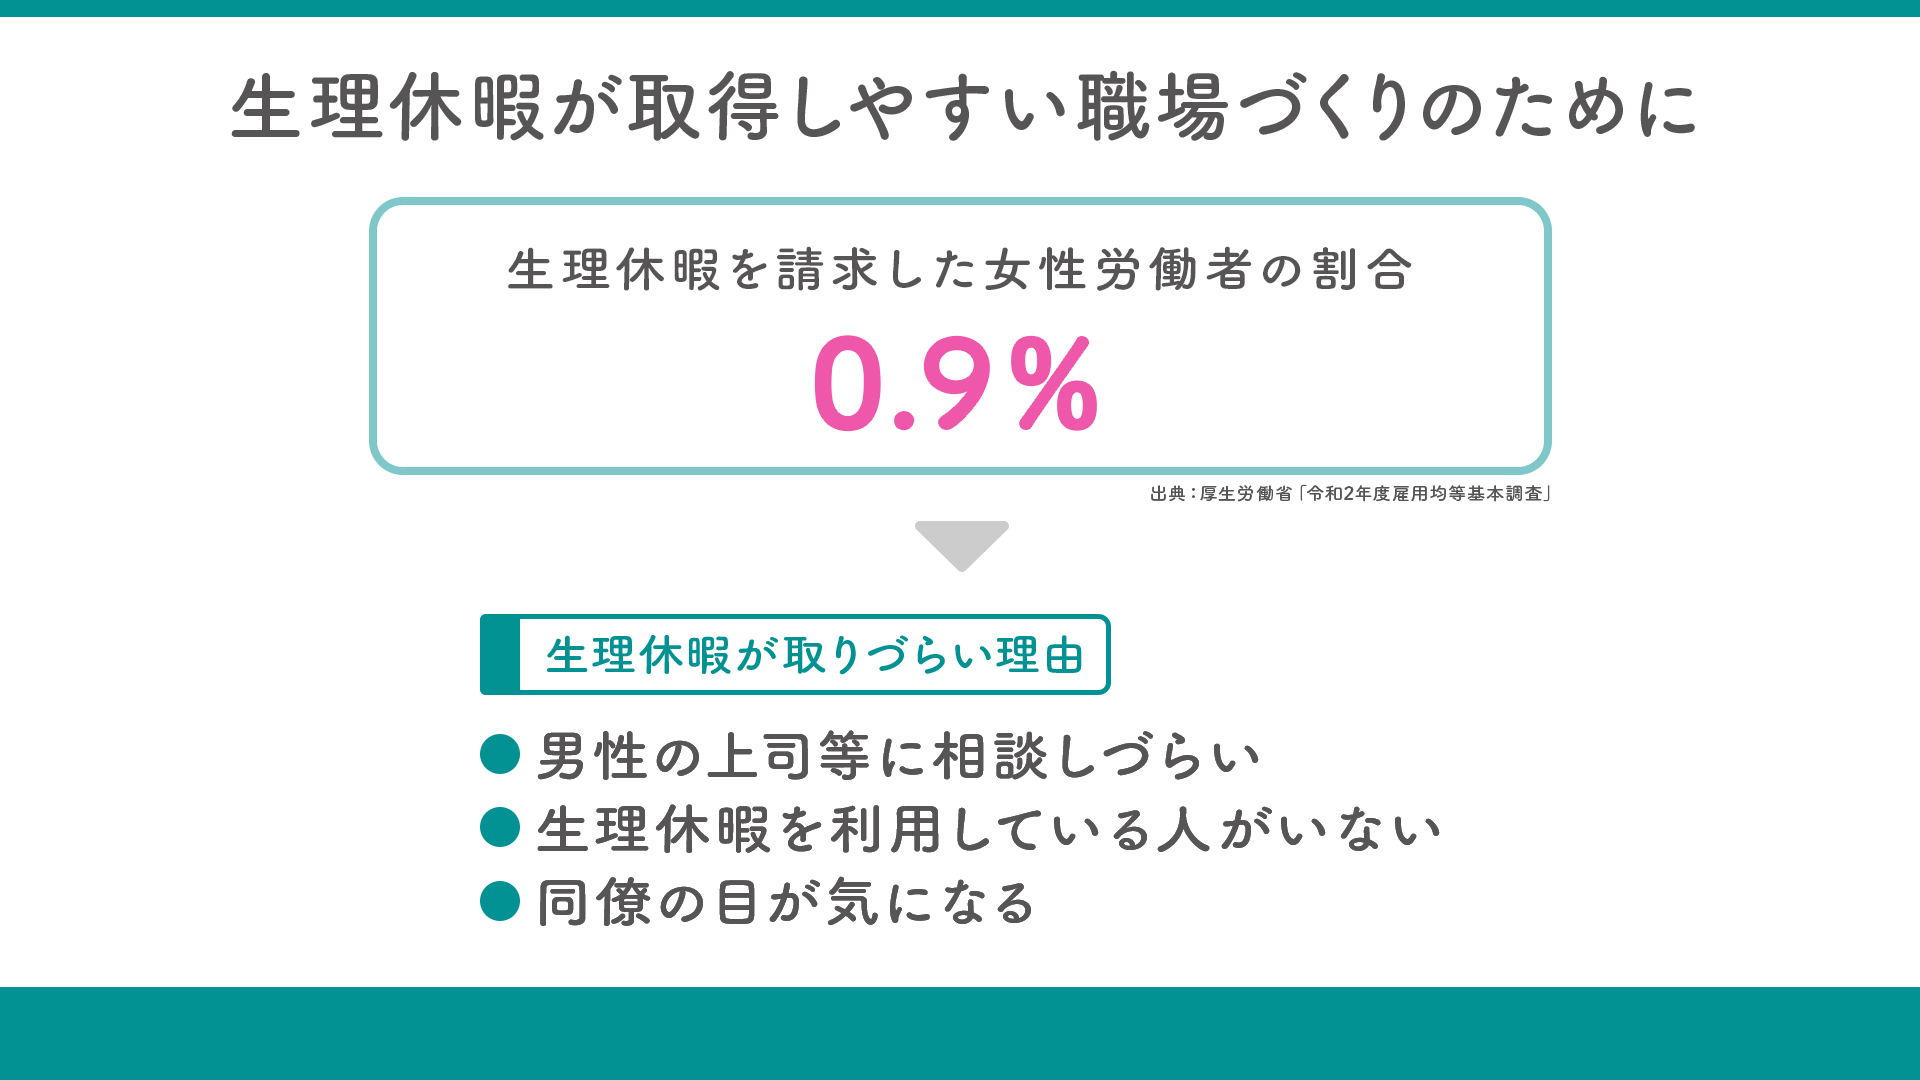 生理休暇が取得しやすい職場づくりのために
生理休暇を請求した女性労働者の割合
0.9%
出典：厚生労働省「令和2年度雇用均等基本調査」
生理休暇が取りづらい理由
●男性の上司等に相談しづらい
●生理休暇を利用している人がいない
●同僚の目が気になる